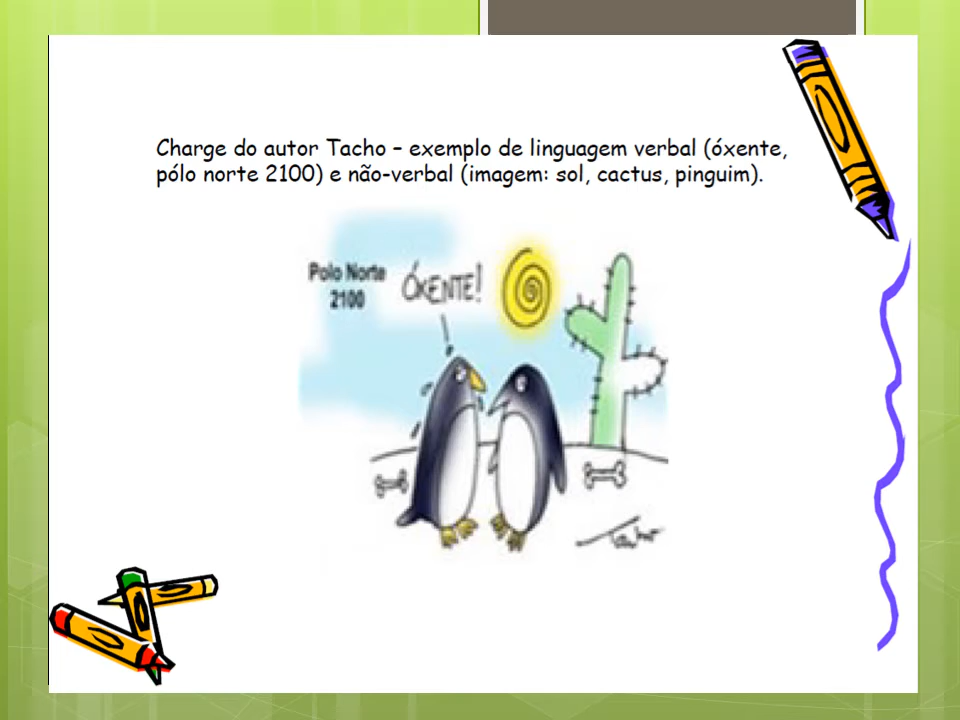 Charge do autor Tacho – exemplo de linguagem verbal (óxente,
pólo norte 2100) e não-verbal (imagem: sol, cactus, pinguim).
Polo Norte
2100
ÓXENTE!